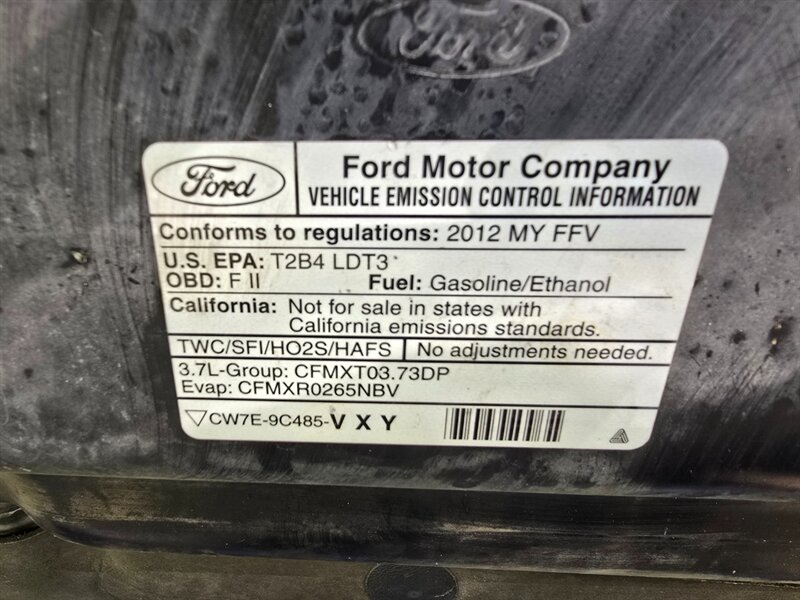 Ford
Ford
Ford Motor Company
VEHICLE EMISSION CONTROL INFORMATION
Conforms to regulations: 2012 MY FFV
U.S. EPA: T2B4 LDT3
OBD: F II Fuel: Gasoline/Ethanol
California: Not for sale in states with
California emissions standards.
TWC/SFI/HO2S/HAFS No adjustments needed.
3.7L-Group: CFMXT03.73DP
Evap: CFMXR0265NBV
CW7E-9C485-V X Y